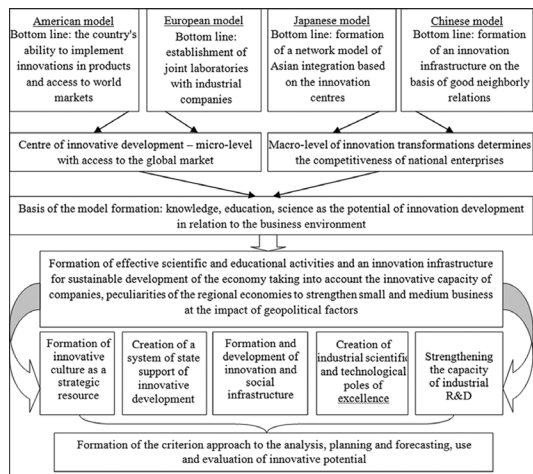 American model
Bottom line: the country's
ability to implement
innovations in products
and access to world
markets
European model
Bottom line:
establishment of
joint laboratories
with industrial
companies
Japanese model
Bottom line: formation
of a network model of
Asian integration based
on the innovation
centres
Chinese model
Bottom line: formation
of an innovation
infrastructure on the
basis of good neighborly
relations
Centre of innovative development – micro-level
with access to the global market
Macro-level of innovation transformations determines
the competitiveness of national enterprises
Basis of the model formation: knowledge, education, science as the potential of innovation development
in relation to the business environment
Formation of effective scientific and educational activities and an innovation infrastructure
for sustainable development of the economy taking into account the innovative capacity of
companies, peculiarities of the regional economies to strengthen small and medium business
at the impact of geopolitical factors
Formation of
innovative
culture as a
strategic
resource
Creation of a
system of state
support of
innovative
development
Formation and
development of
innovation and
social
infrastructure
Creation of
industrial scientific
and technological
poles of
excellence
Strengthening
the capacity
of industrial
R&D
Formation of the criterion approach to the analysis, planning and forecasting, use
and evaluation of innovative potential